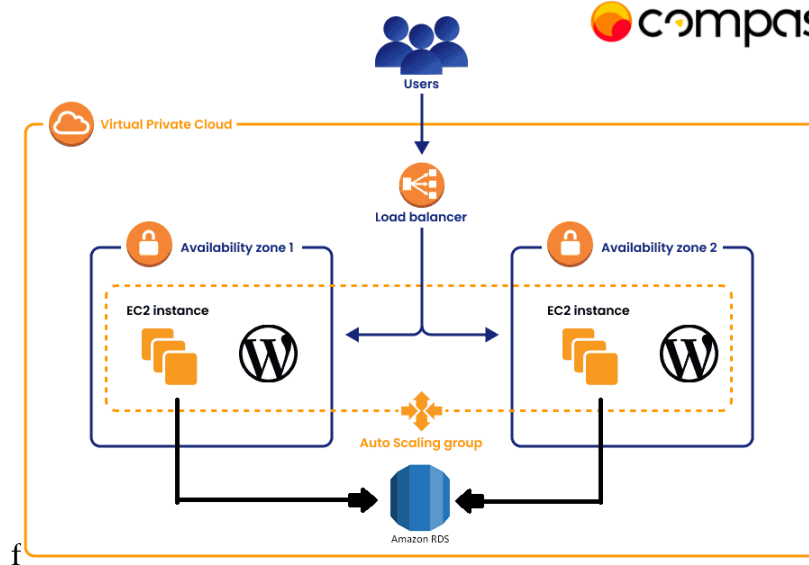 compas
Users
Virtual Private Cloud
Load balancer
Availability zone 1
Availability zone 2
EC2 instance
EC2 instance
W
W
Auto Scaling group
Amazon RDS
f